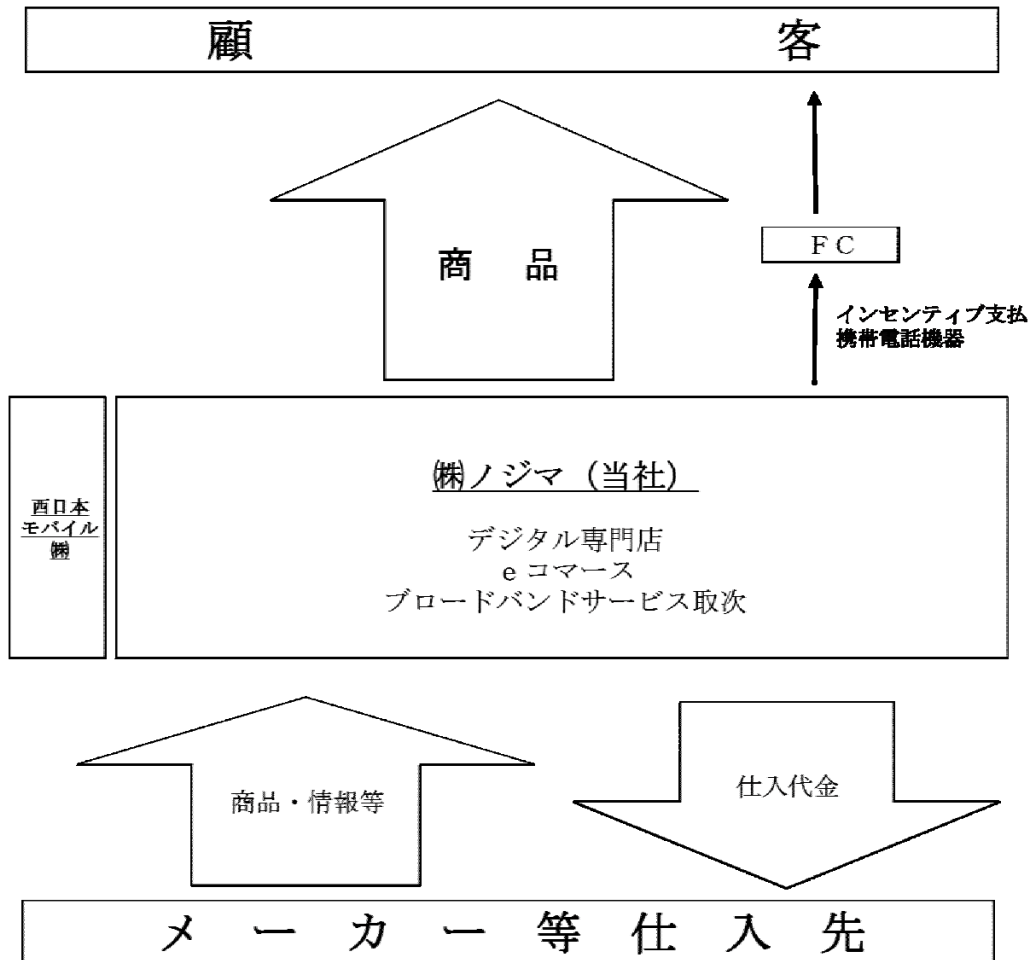 顧客
商品
FC
インセンティブ支払
携帯電話機器
㈱ノジマ（当社）
西日本
モバイル
㈱
デジタル専門店
eコマース
ブロードバンドサービス取次
商品・情報等
仕入代金
メーカー等仕入先